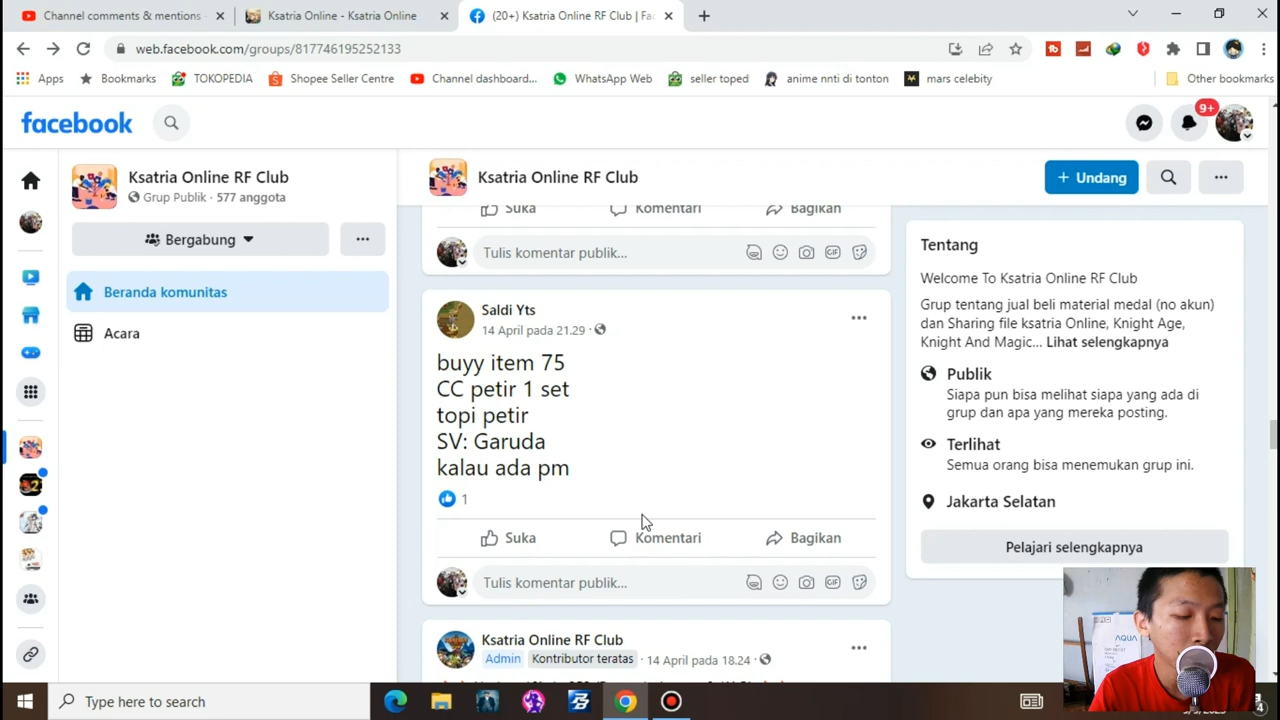 Channel comments & mentions -
Ksatria Online - Ksatria Online
(20+) Ksatria Online RF Club | Fac
web.facebook.com/groups/817746195252133
Apps
Bookmarks
TOKOPEDIA
Shopee Seller Centre
Channel dashboard...
WhatsApp Web
seller toped
anime nnti di tonton
mars celebity
Other bookmarks
facebook
9+
Ksatria Online RF Club
Grup Publik · 577 anggota
Bergabung
Beranda komunitas
Acara
Ksatria Online RF Club
+ Undang
Suka
Komentari
Bagikan
Tulis komentar publik...
GIF
Saldi Yts
14 April pada 21.29 ·
buyy item 75
CC petir 1 set
topi petir
SV: Garuda
kalau ada pm
1
Suka
Komentari
Bagikan
Tulis komentar publik...
GIF
Ksatria Online RF Club
Admin
Kontributor teratas
· 14 April pada 18.24 ·
Tentang
Welcome To Ksatria Online RF Club
Grup tentang jual beli material medal (no akun)
dan Sharing file ksatria Online, Knight Age,
Knight And Magic... Lihat selengkapnya
Publik
Siapa pun bisa melihat siapa yang ada di
grup dan apa yang mereka posting.
Terlihat
Semua orang bisa menemukan grup ini.
Jakarta Selatan
Pelajari selengkapnya
AQUA
Type here to search
4